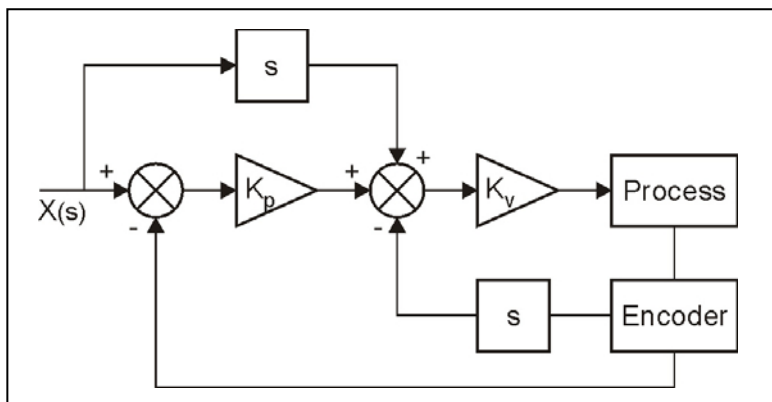 s
+
+
+
K_p
K_v
Process
X(s)
-
-
s
Encoder